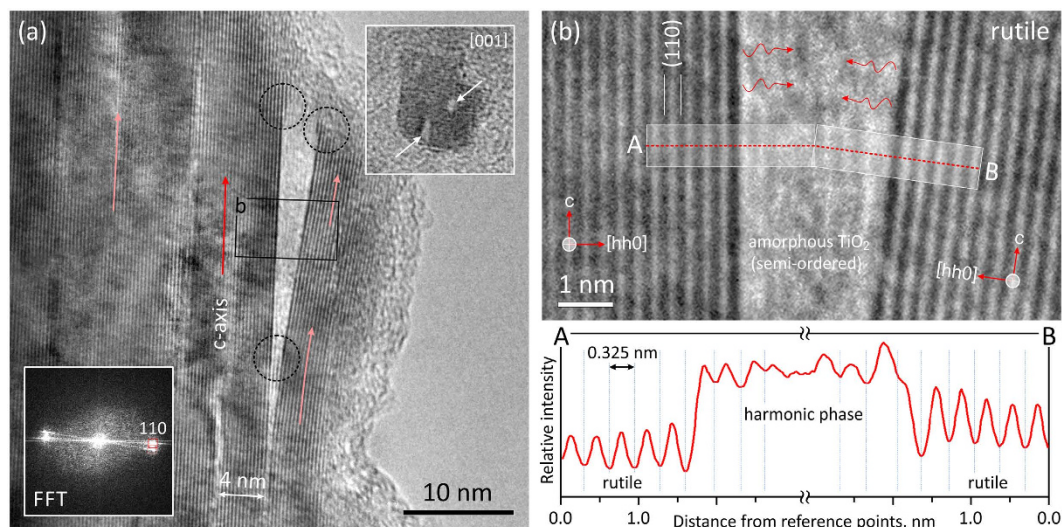 (a)
[001]
b
c-axis
110
FFT
4 nm
10 nm
(b)
rutile
(110)
A
B
c
[hh0]
amorphous TiO₂
(semi-ordered)
c
[hh0]
1 nm
A
B
0.325 nm
Relative intensity
harmonic phase
rutile
rutile
0.0
1.0
Distance from reference points, nm
1.0
0.0